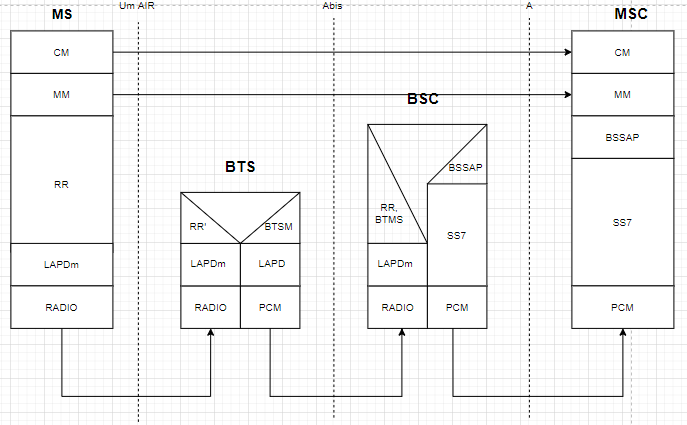 Um AIR
Abis
A
MS
MSC
CM
CM
MM
MM
BSC
BSSAP
BTS
BSSAP
RR
RR'
BTSM
RR,
BTMS
SS7
SS7
LAPDm
LAPDm
LAPD
LAPDm
RADIO
RADIO
PCM
RADIO
PCM
PCM